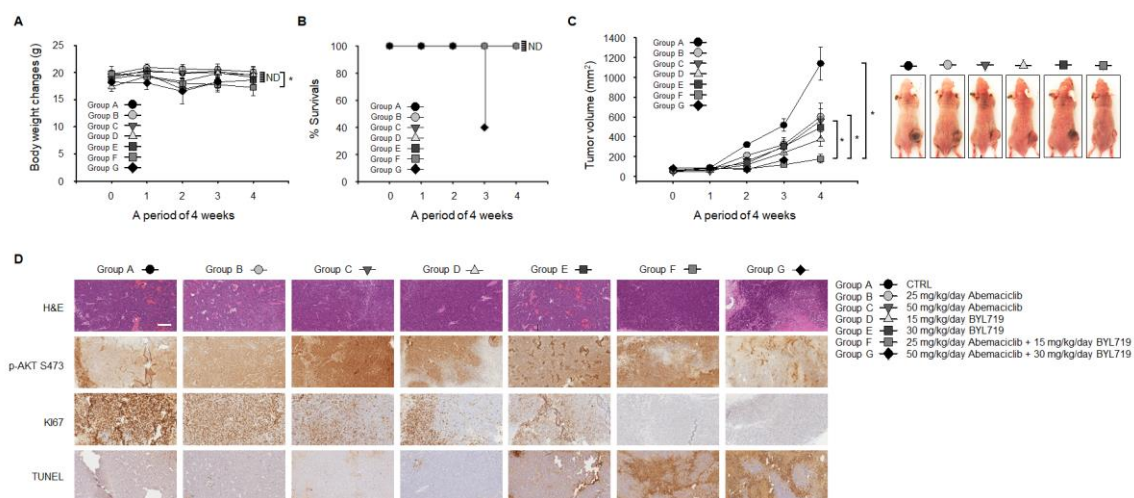 A
Body weight changes (g)
25
20
15
10
5
0
ND
*
Group A
Group B
Group C
Group D
Group E
Group F
Group G
0 1 2 3 4
A period of 4 weeks
B
% Survivals
100
80
60
40
20
0
ND
Group A
Group B
Group C
Group D
Group E
Group F
Group G
0 1 2 3 4
A period of 4 weeks
C
Tumor volume (mm²)
1400
1200
1000
800
600
400
200
0
Group A
Group B
Group C
Group D
Group E
Group F
Group G
* * *
0 1 2 3 4
A period of 4 weeks
D
Group A Group B Group C Group D Group E Group F Group G
H&E
p-AKT S473
KI67
TUNEL
Group A CTRL
Group B 25 mg/kg/day Abemaciclib
Group C 50 mg/kg/day Abemaciclib
Group D 15 mg/kg/day BYL719
Group E 30 mg/kg/day BYL719
Group F 25 mg/kg/day Abemaciclib + 15 mg/kg/day BYL719
Group G 50 mg/kg/day Abemaciclib + 30 mg/kg/day BYL719